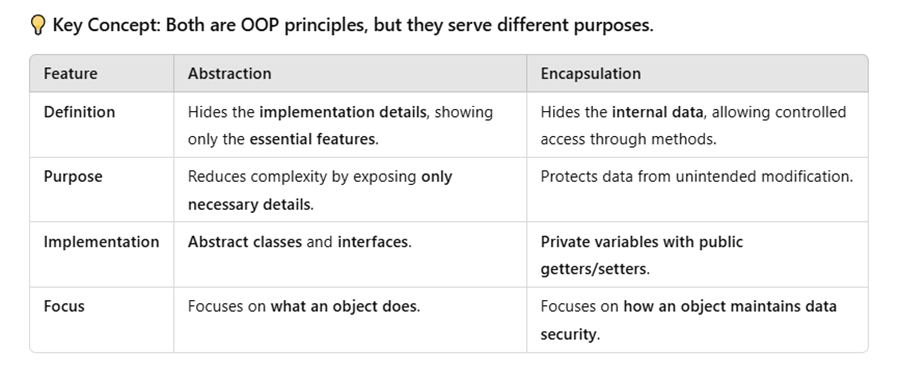 💡 Key Concept: Both are OOP principles, but they serve different purposes.
Feature Abstraction Encapsulation
Definition Hides the implementation details, showing Hides the internal data, allowing controlled
only the essential features. access through methods.
Purpose Reduces complexity by exposing only Protects data from unintended modification.
necessary details.
Implementation Abstract classes and interfaces. Private variables with public
getters/setters.
Focus Focuses on what an object does. Focuses on how an object maintains data
security.